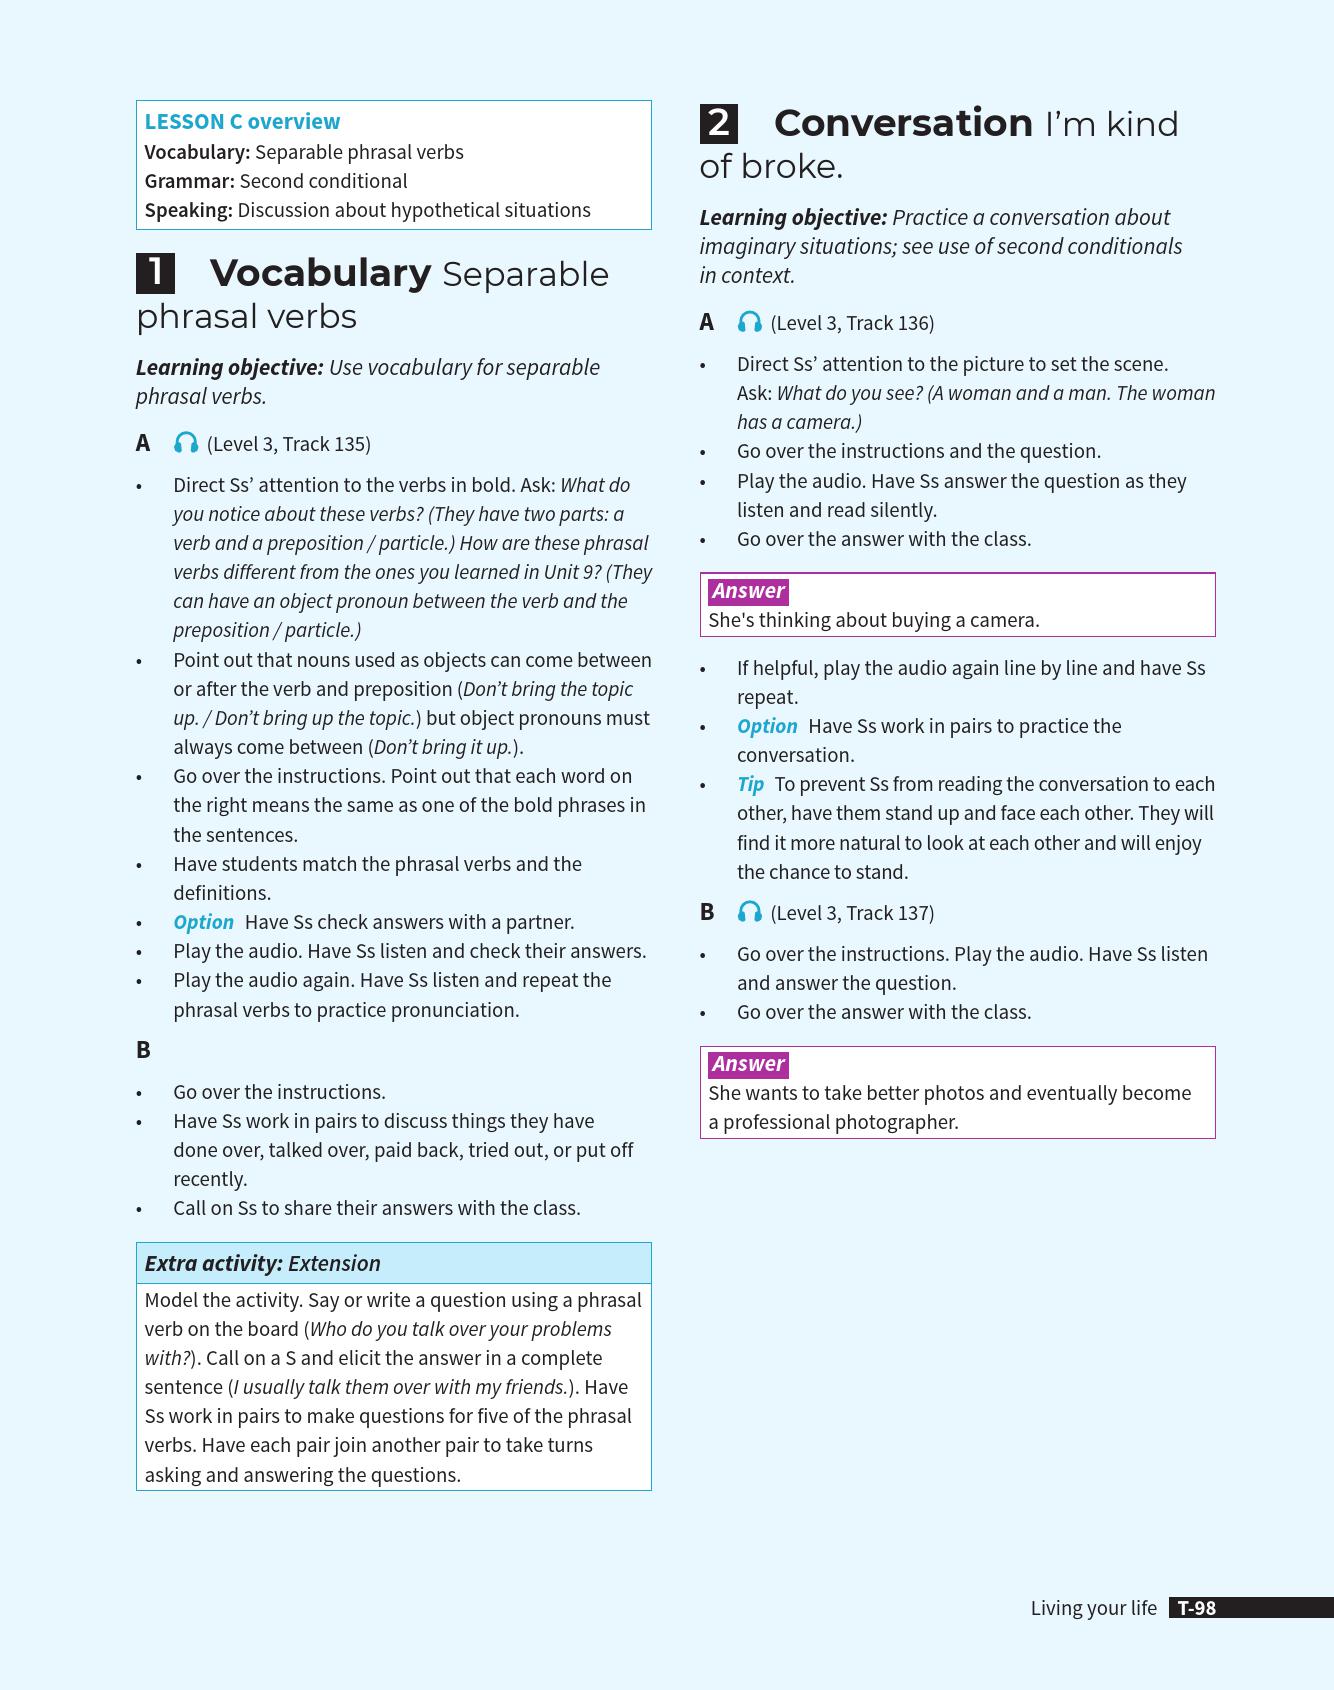 LESSON C overview
Vocabulary: Separable phrasal verbs
Grammar: Second conditional
Speaking: Discussion about hypothetical situations
1 Vocabulary Separable
phrasal verbs
Learning objective: Use vocabulary for separable
phrasal verbs.
A (Level 3, Track 135)
• Direct Ss’ attention to the verbs in bold. Ask: What do
you notice about these verbs? (They have two parts: a
verb and a preposition / particle.) How are these phrasal
verbs different from the ones you learned in Unit 9? (They
can have an object pronoun between the verb and the
preposition / particle.)
• Point out that nouns used as objects can come between
or after the verb and preposition (Don’t bring the topic
up. / Don’t bring up the topic.) but object pronouns must
always come between (Don’t bring it up.).
• Go over the instructions. Point out that each word on
the right means the same as one of the bold phrases in
the sentences.
• Have students match the phrasal verbs and the
definitions.
• Option Have Ss check answers with a partner.
• Play the audio. Have Ss listen and check their answers.
• Play the audio again. Have Ss listen and repeat the
phrasal verbs to practice pronunciation.
B
• Go over the instructions.
• Have Ss work in pairs to discuss things they have
done over, talked over, paid back, tried out, or put off
recently.
• Call on Ss to share their answers with the class.
Extra activity: Extension
Model the activity. Say or write a question using a phrasal
verb on the board (Who do you talk over your problems
with?). Call on a S and elicit the answer in a complete
sentence (I usually talk them over with my friends.). Have
Ss work in pairs to make questions for five of the phrasal
verbs. Have each pair join another pair to take turns
asking and answering the questions.
2 Conversation I’m kind
of broke.
Learning objective: Practice a conversation about
imaginary situations; see use of second conditionals
in context.
A (Level 3, Track 136)
• Direct Ss’ attention to the picture to set the scene.
Ask: What do you see? (A woman and a man. The woman
has a camera.)
• Go over the instructions and the question.
• Play the audio. Have Ss answer the question as they
listen and read silently.
• Go over the answer with the class.
Answer
She's thinking about buying a camera.
• If helpful, play the audio again line by line and have Ss
repeat.
• Option Have Ss work in pairs to practice the
conversation.
• Tip To prevent Ss from reading the conversation to each
other, have them stand up and face each other. They will
find it more natural to look at each other and will enjoy
the chance to stand.
B (Level 3, Track 137)
• Go over the instructions. Play the audio. Have Ss listen
and answer the question.
• Go over the answer with the class.
Answer
She wants to take better photos and eventually become
a professional photographer.
Living your life T-98